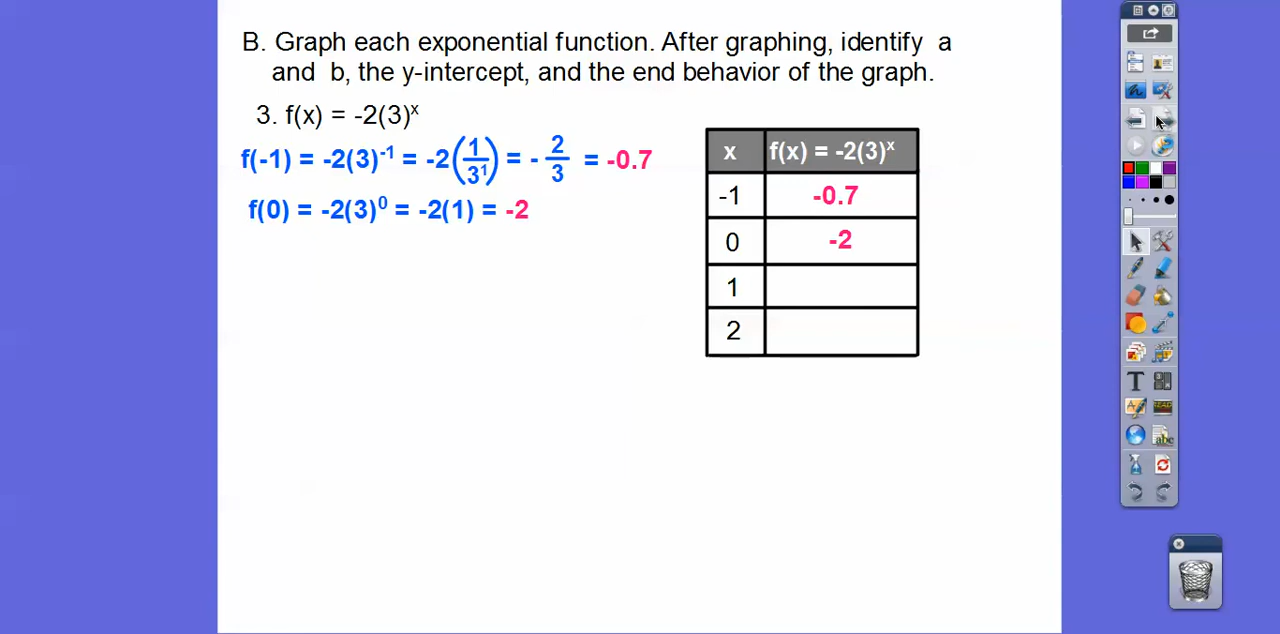 B. Graph each exponential function. After graphing, identify a
and b, the y-intercept, and the end behavior of the graph.
3. f(x) = -2(3)ˣ
f(-1) = -2(3)⁻¹ = -2(1/3¹) = - 2/3 = -0.7
f(0) = -2(3)⁰ = -2(1) = -2
x f(x) = -2(3)ˣ
-1 -0.7
0 -2
1
2